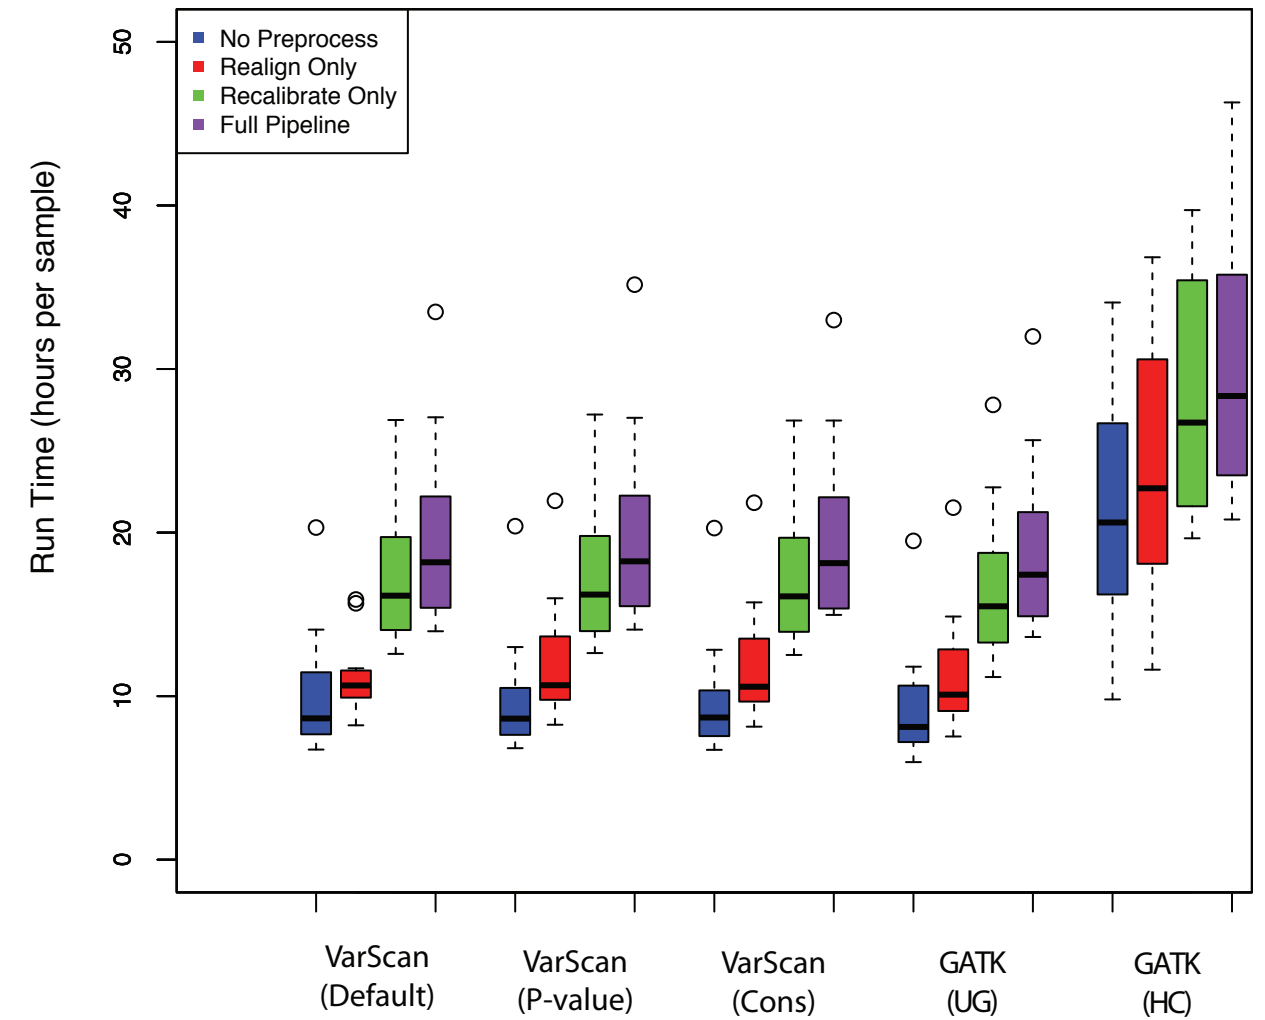 No Preprocess
Realign Only
Recalibrate Only
Full Pipeline
Run Time (hours per sample)
50
40
30
20
10
0
VarScan
(Default)
VarScan
(P-value)
VarScan
(Cons)
GATK
(UG)
GATK
(HC)